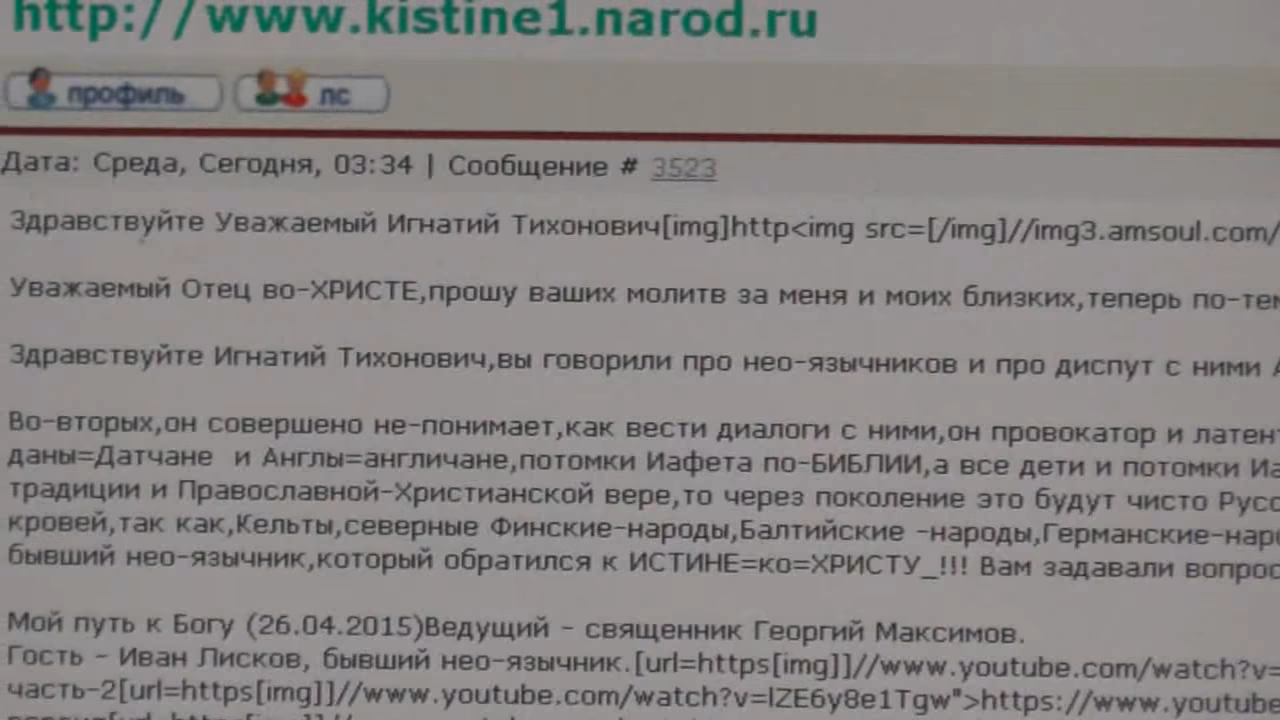 http://www.kistine1.narod.ru
профиль лс
Дата: Среда, Сегодня, 03:34 | Сообщение # 3523
Здравствуйте Уважаемый Игнатий Тихонович[img]http<img src=[/img]//img3.amsoul.com/
Уважаемый Отец во-ХРИСТЕ,прошу ваших молитв за меня и моих близких,теперь по-тем
Здравствуйте Игнатий Тихонович,вы говорили про нео-язычников и про диспут с ними
Во-вторых,он совершено не-понимает,как вести диалоги с ними,он провокатор и латент
даны=Датчане и Англы=англичане,потомки Иафета по-БИБЛИИ,а все дети и потомки Иа
традиции и Православной-Христианской вере,то через поколение это будут чисто Русс
кровей,так как,Кельты,северные Финские-народы,Балтийские -народы,Германские-нар
бывший нео-язычник,который обратился к ИСТИНЕ=ко=ХРИСТУ_!!! Вам задавали вопрос
Мой путь к Богу (26.04.2015)Ведущий - священник Георгий Максимов.
Гость - Иван Лисков, бывший нео-язычник.[url=https[img]]//www.youtube.com/watch?v=
часть-2[url=https[img]]//www.youtube.com/watch?v=lZE6y8e1Tgw">https://www.youtube